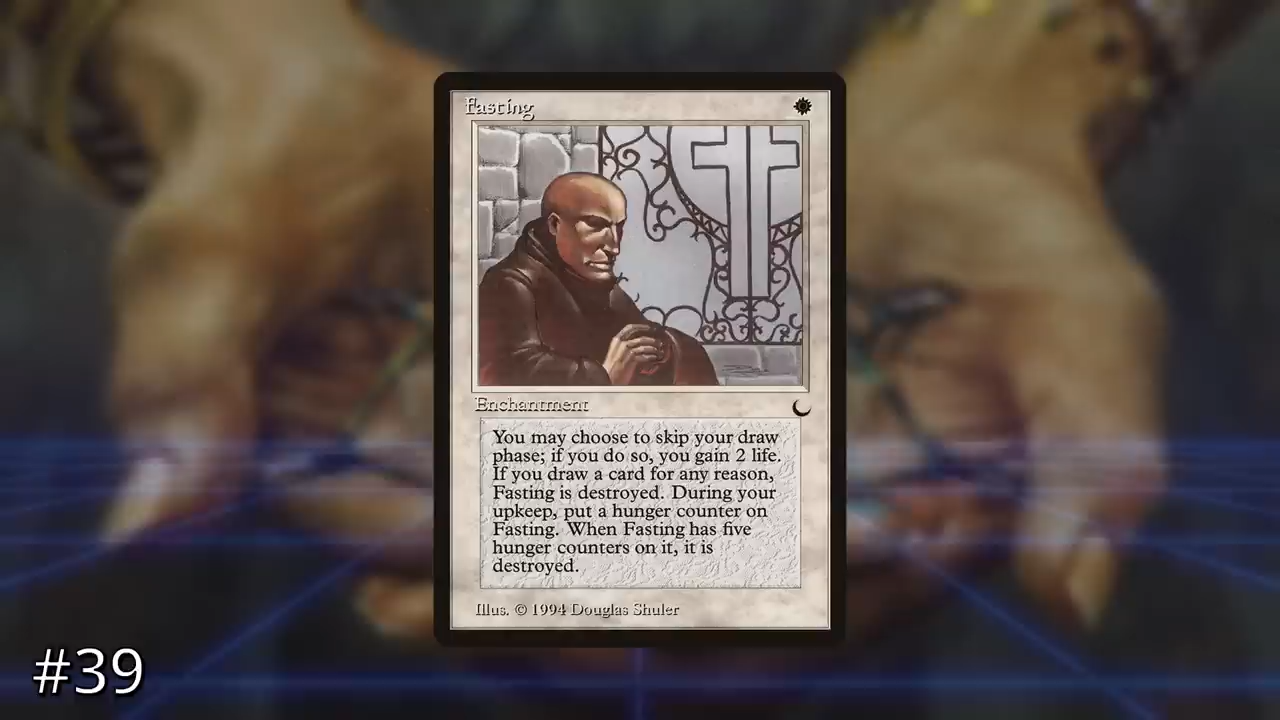 Fasting
Enchantment
You may choose to skip your draw
phase; if you do so, you gain 2 life.
If you draw a card for any reason,
Fasting is destroyed. During your
upkeep, put a hunger counter on
Fasting. When Fasting has five
hunger counters on it, it is
destroyed.
Illus. © 1994 Douglas Shuler
#39